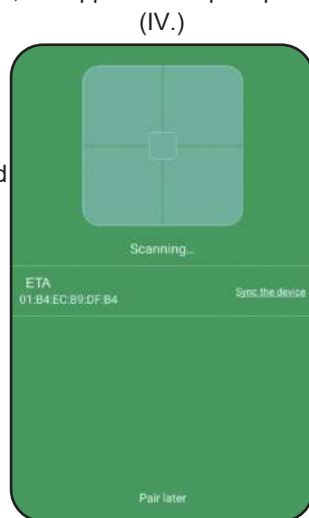 (IV.)
Scanning...
ETA
01:B4:EC:B9:DF:B4
Sync the device
Pair later